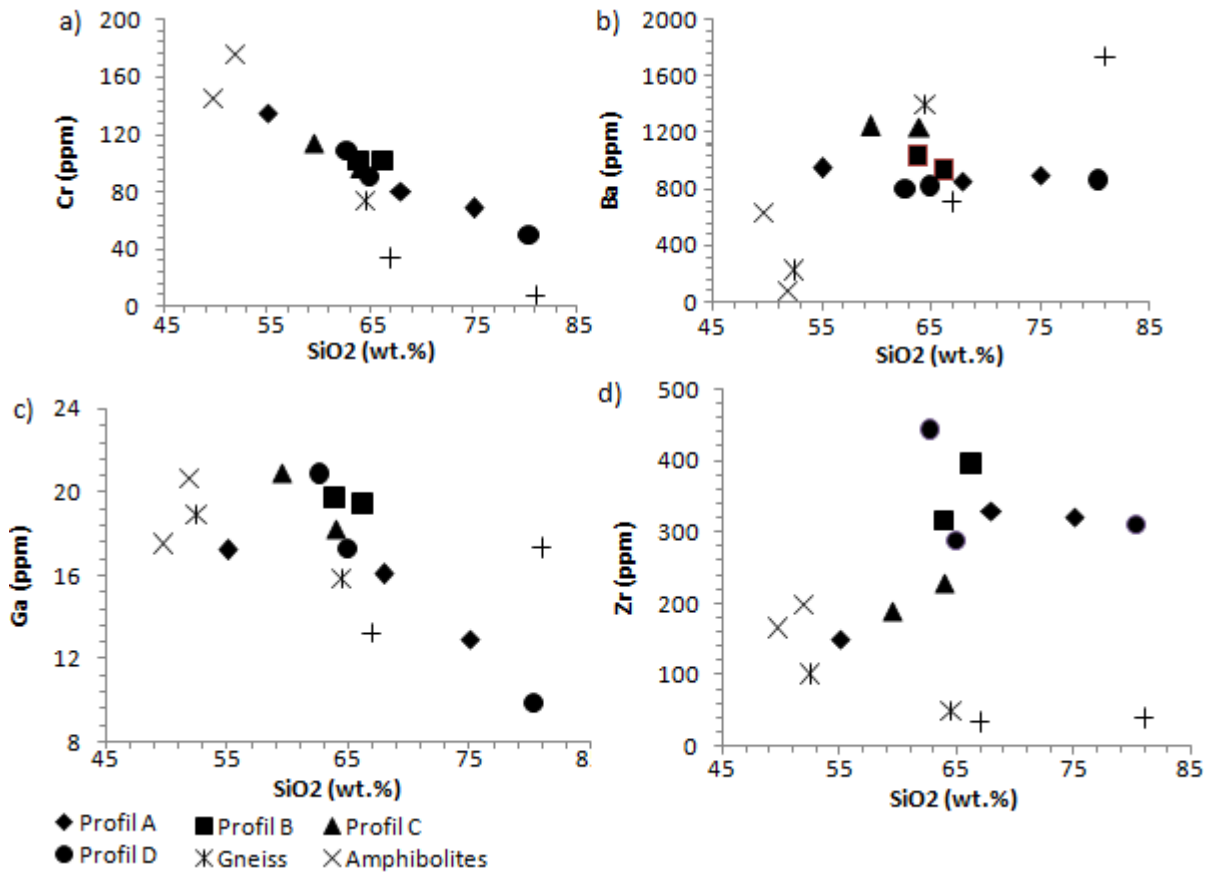 a)
200
160
120
80
40
0
Cr (ppm)
45 55 65 75 85
SiO2 (wt.%)
b)
2000
1600
1200
800
400
0
Ba (ppm)
45 55 65 75 85
SiO2 (wt.%)
c)
24
20
16
12
8
Ga (ppm)
45 55 65 75 8
SiO2 (wt.%)
d)
500
400
300
200
100
0
Zr (ppm)
45 55 65 75 85
SiO2 (wt.%)
Profil A Profil B Profil C
Profil D Gneiss Amphibolites